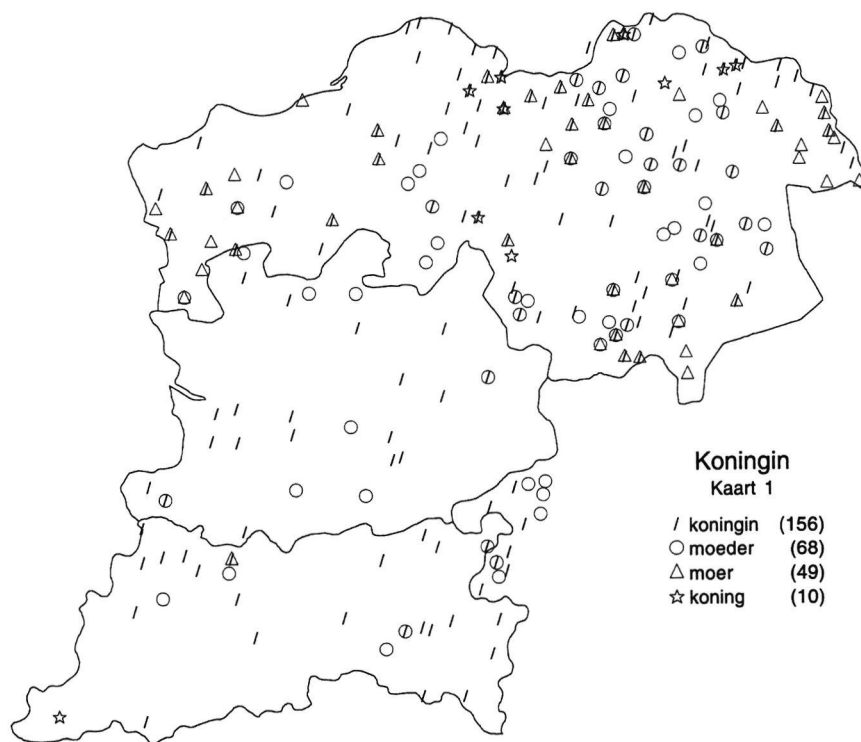 Koningin
Kaart 1
koningin (156)
moeder (68)
moer (49)
koning (10)